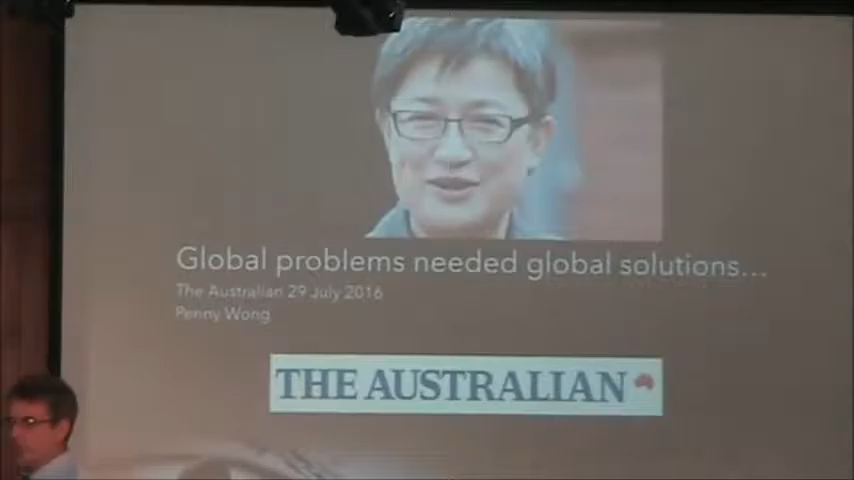 Global problems needed global solutions...
The Australian 29 July 2016
Penny Wong
THE AUSTRALIAN